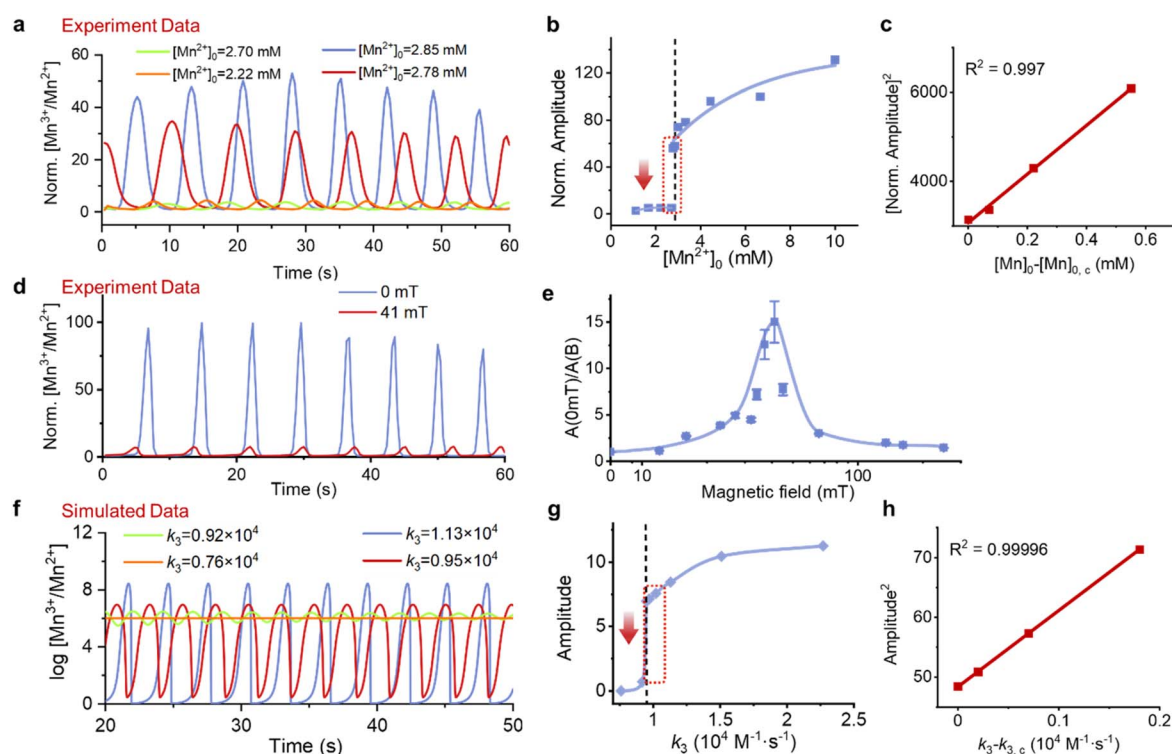 a Experiment Data
[Mn2+]0=2.70 mM [Mn2+]0=2.85 mM
[Mn2+]0=2.22 mM [Mn2+]0=2.78 mM
Norm. [Mn3+/Mn2+]
60
40
20
0
0 10 20 30 40 50 60
Time (s)
b
Norm. Amplitude
120
80
40
0
0 2 4 6 8 10
[Mn2+]0 (mM)
c
R2 = 0.997
[Norm. Amplitude]2
6000
4000
0.0 0.2 0.4 0.6
[Mn]0-[Mn]0, c (mM)
d Experiment Data
0 mT
41 mT
Norm. [Mn3+/Mn2+]
100
50
0
0 20 40 60
Time (s)
e
A(0mT)/A(B)
15
10
5
0
0 10 100
Magnetic field (mT)
f Simulated Data
k3=0.92×10⁴ k3=1.13×10⁴
k3=0.76×10⁴ k3=0.95×10⁴
log [Mn3+/Mn2+]
12
8
4
0
20 30 40 50
Time (s)
g
Amplitude
10
5
0
1 1.5 2 2.5
k3 (10⁴ M-1·s-1)
h
R2 = 0.99996
Amplitude2
70
60
50
0 0.1 0.2
k3-k3, c (10⁴ M-1·s-1)